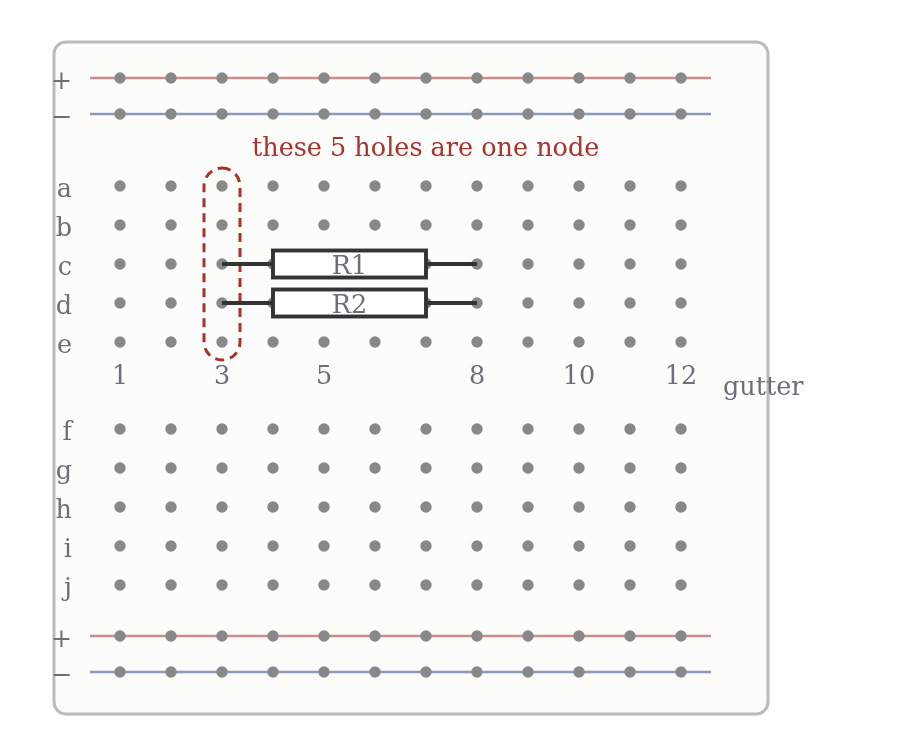 +
−
these 5 holes are one node
a
b
c R1
d R2
e
1 3 5 8 10 12
gutter
f
g
h
i
j
+
−